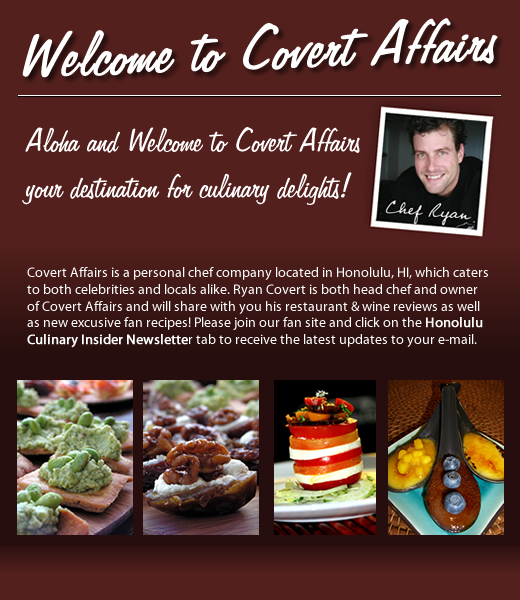 Welcome to Covert Affairs
Aloha and Welcome to Covert Affairs
your destination for culinary delights!
Chef Ryan
Covert Affairs is a personal chef company located in Honolulu, HI, which caters
to both celebrities and locals alike. Ryan Covert is both head chef and owner
of Covert Affairs and will share with you his restaurant & wine reviews as well
as new excusive fan recipes! Please join our fan site and click on the Honolulu
Culinary Insider Newsletter tab to receive the latest updates to your e-mail.